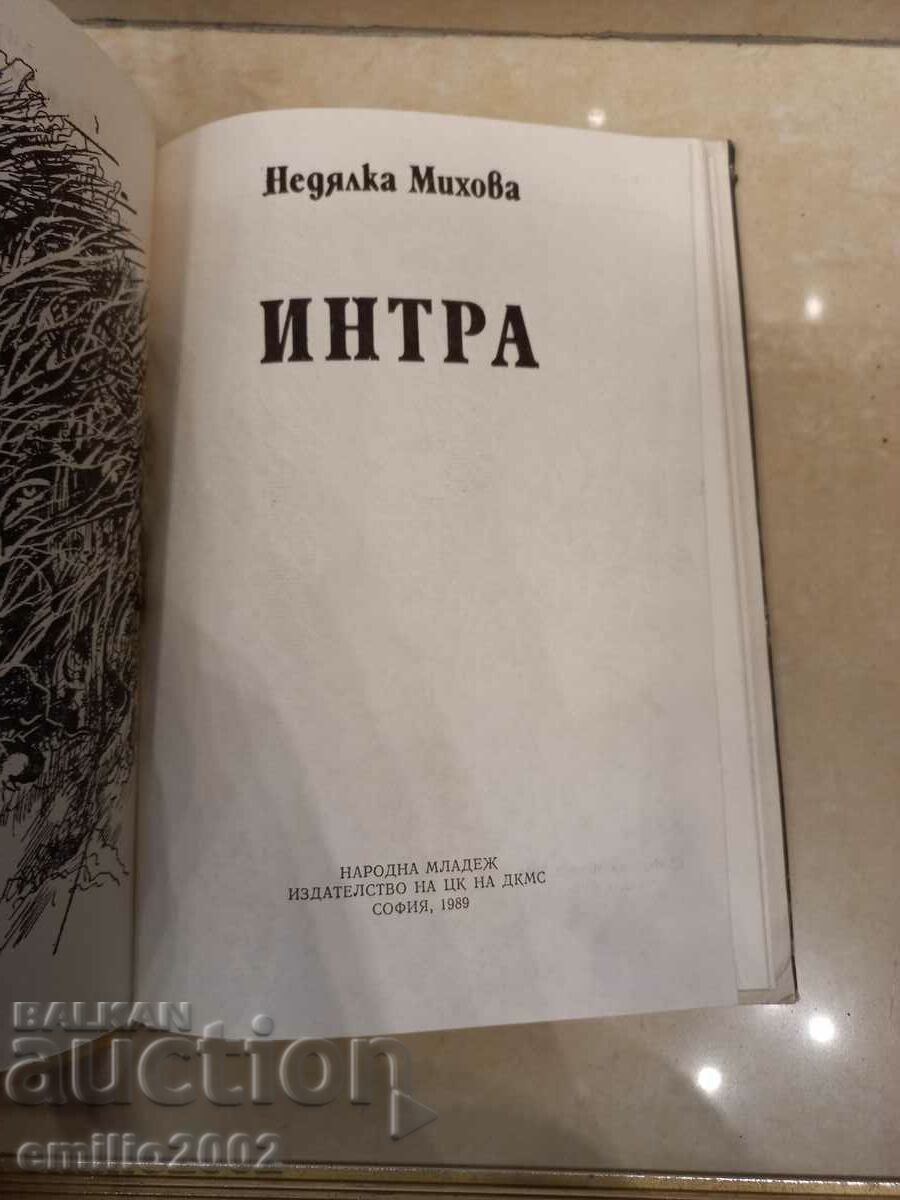 Недялка Михова
ИНТРА
НАРОДНА МЛАДЕЖ
ИЗДАТЕЛСТВО НА ЦК НА ДКМС
СОФИЯ, 1989
BALKAN
auction
emilio2002